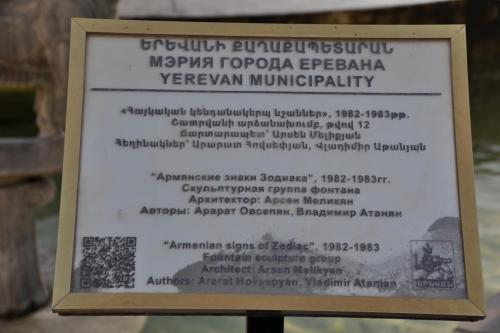 ԵՐԵՎԱՆԻ ՔԱՂԱՔԱՊԵՏԱՐԱՆ
МЭРИЯ ГОРОДА ЕРЕВАНА
YEREVAN MUNICIPALITY
«Հայկական կենդանակերպ նշաններ», 1982-1983թթ.
Շատրվանի արձանախումբ, թվով 12
Ճարտարապետ՝ Արսեն Մելիքյան
Հեղինակներ՝ Արարատ Հովսեփյան, Վլադիմիր Աթանյան
"Армянские знаки Зодиака", 1982-1983гг.
Скульптурная группа фонтана
Архитектор: Арсен Меликян
Авторы: Арарат Овсепян, Владимир Атанян
"Armenian signs of Zodiac", 1982-1983
Fountain sculpture group
Architect: Arsen Malikyan
Authors: Ararat Hovsepyan, Vladimir Atanian
ԵՐԵՎԱՆ